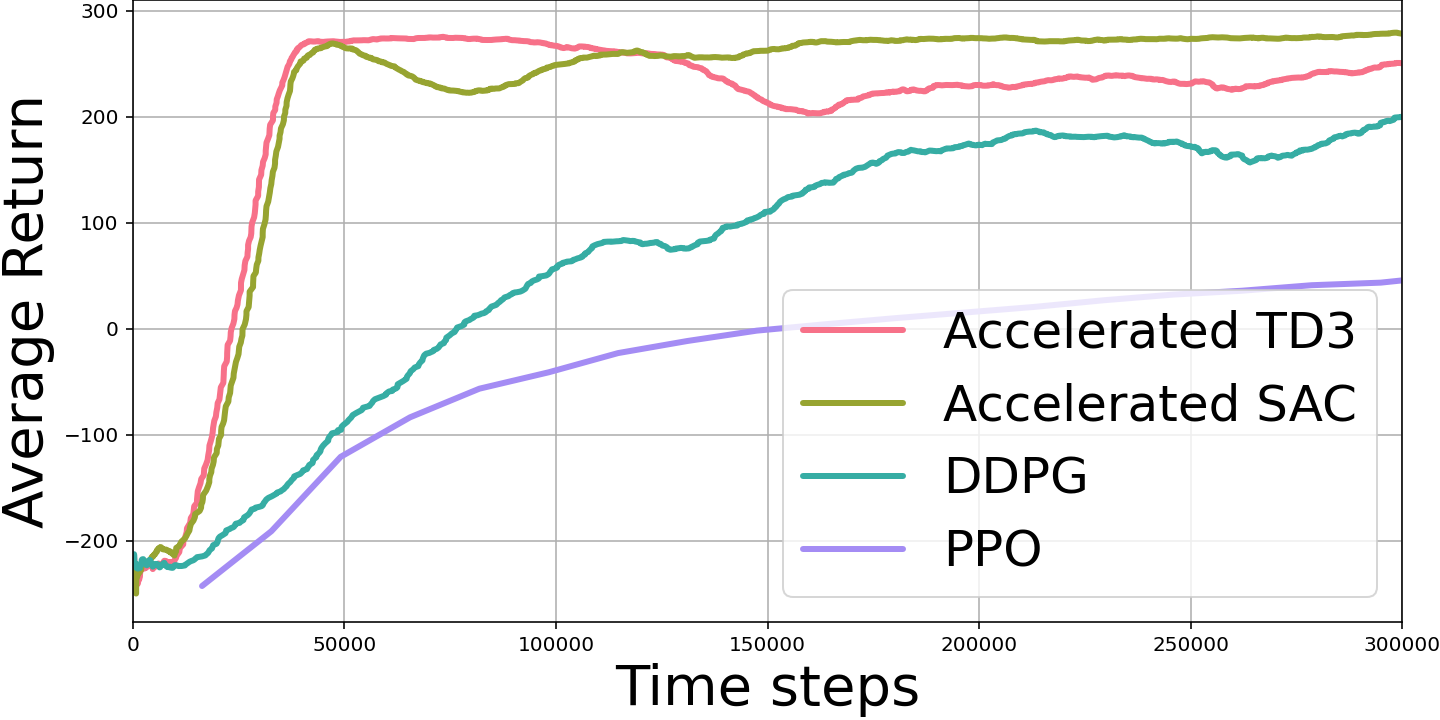 300
200
100
0
−100
−200
Average Return
Accelerated TD3
Accelerated SAC
DDPG
PPO
0 50000 100000 150000 200000 250000 300000
Time steps